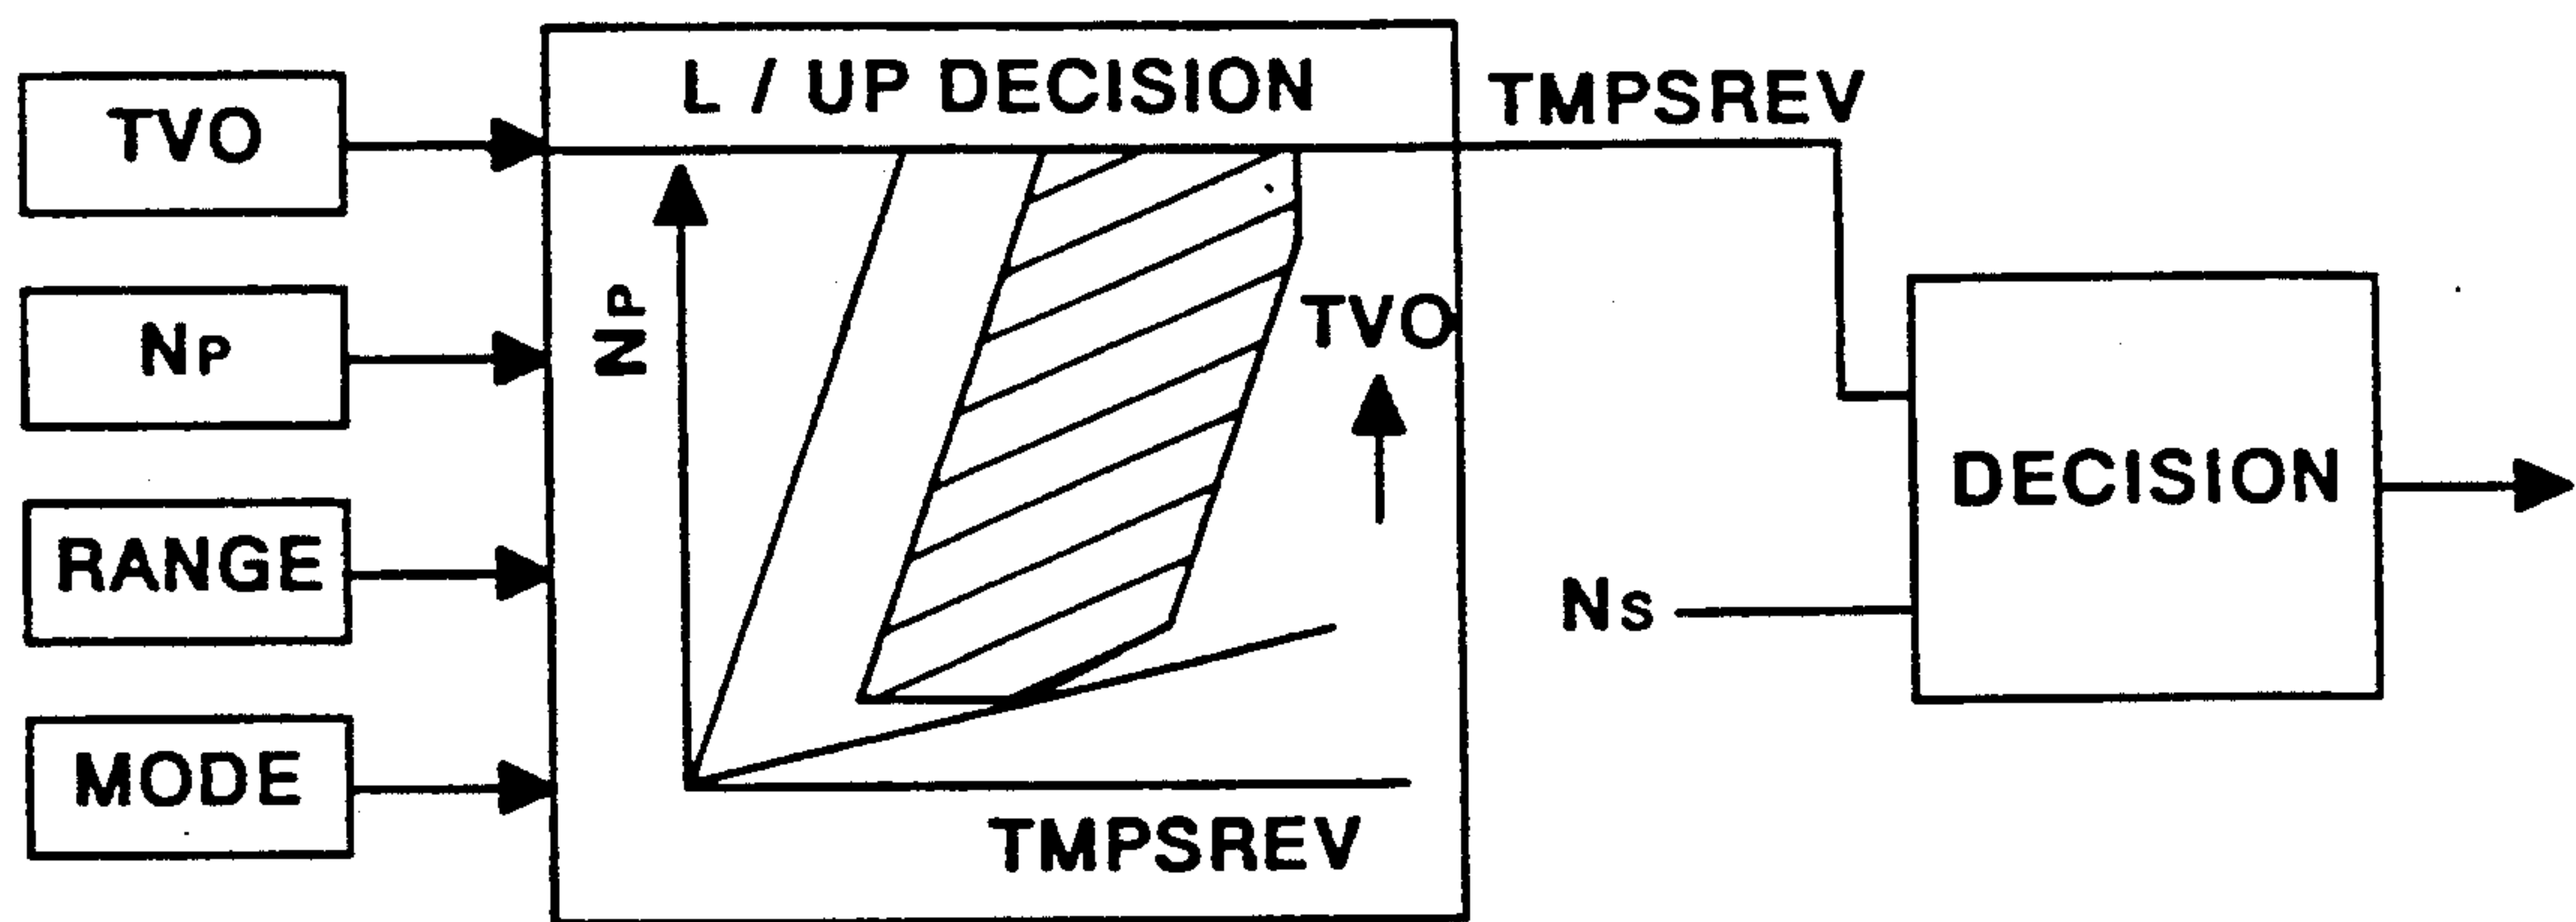 TVO
NP
RANGE
MODE
L / UP DECISION
NP
TVO
TMPSREV
TMPSREV
NS
DECISION